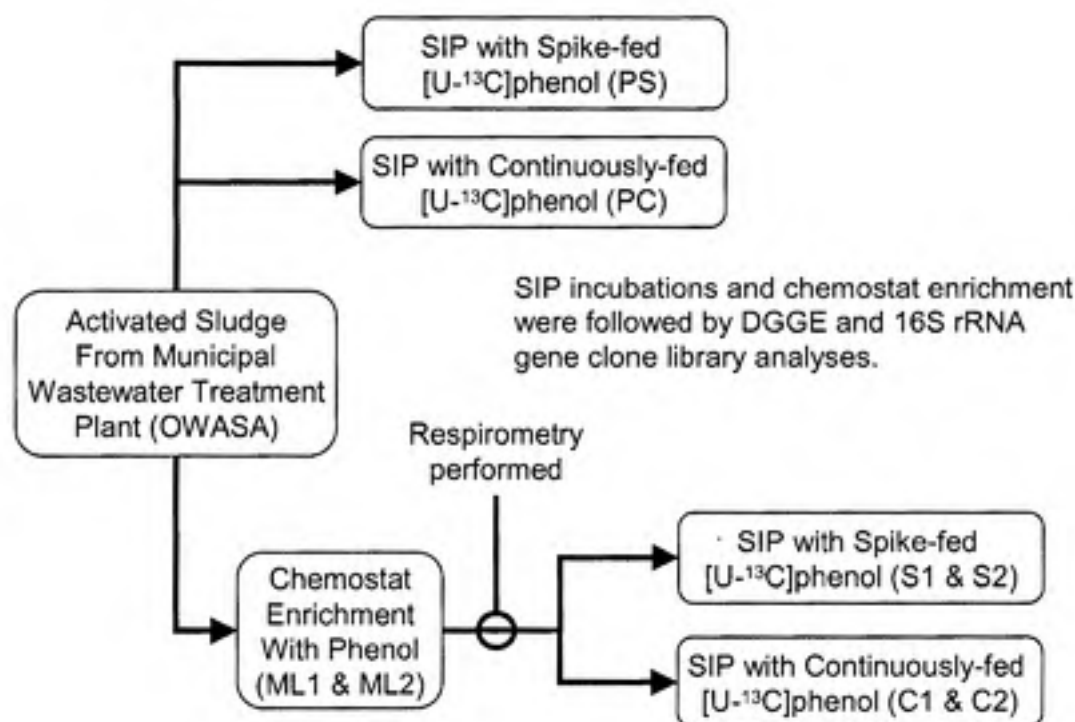 SIP with Spike-fed
[U-¹³C]phenol (PS)
SIP with Continuously-fed
[U-¹³C]phenol (PC)
SIP incubations and chemostat enrichment
were followed by DGGE and 16S rRNA
gene clone library analyses.
Activated Sludge
From Municipal
Wastewater Treatment
Plant (OWASA)
Respirometry
performed
Chemostat
Enrichment
With Phenol
(ML1 & ML2)
SIP with Spike-fed
[U-¹³C]phenol (S1 & S2)
SIP with Continuously-fed
[U-¹³C]phenol (C1 & C2)